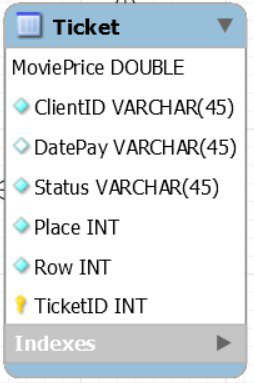 Ticket
MoviePrice DOUBLE
ClientID VARCHAR(45)
DatePay VARCHAR(45)
Status VARCHAR(45)
Place INT
Row INT
TicketID INT
Indexes